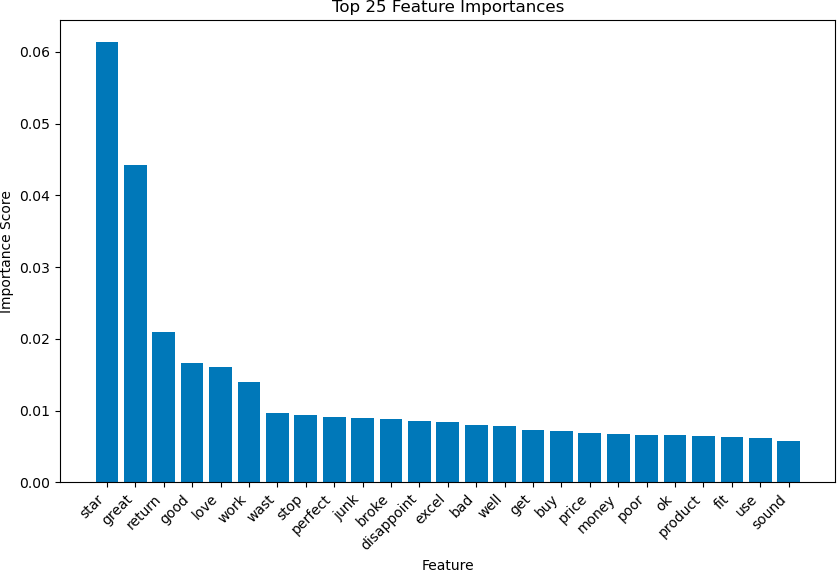 Top 25 Feature Importances
Importance Score
0.06
0.05
0.04
0.03
0.02
0.01
0.00
star
great
return
good
love
work
wast
stop
perfect
junk
broke
disappoint
excel
bad
well
get
buy
price
money
poor
ok
product
fit
use
sound
Feature